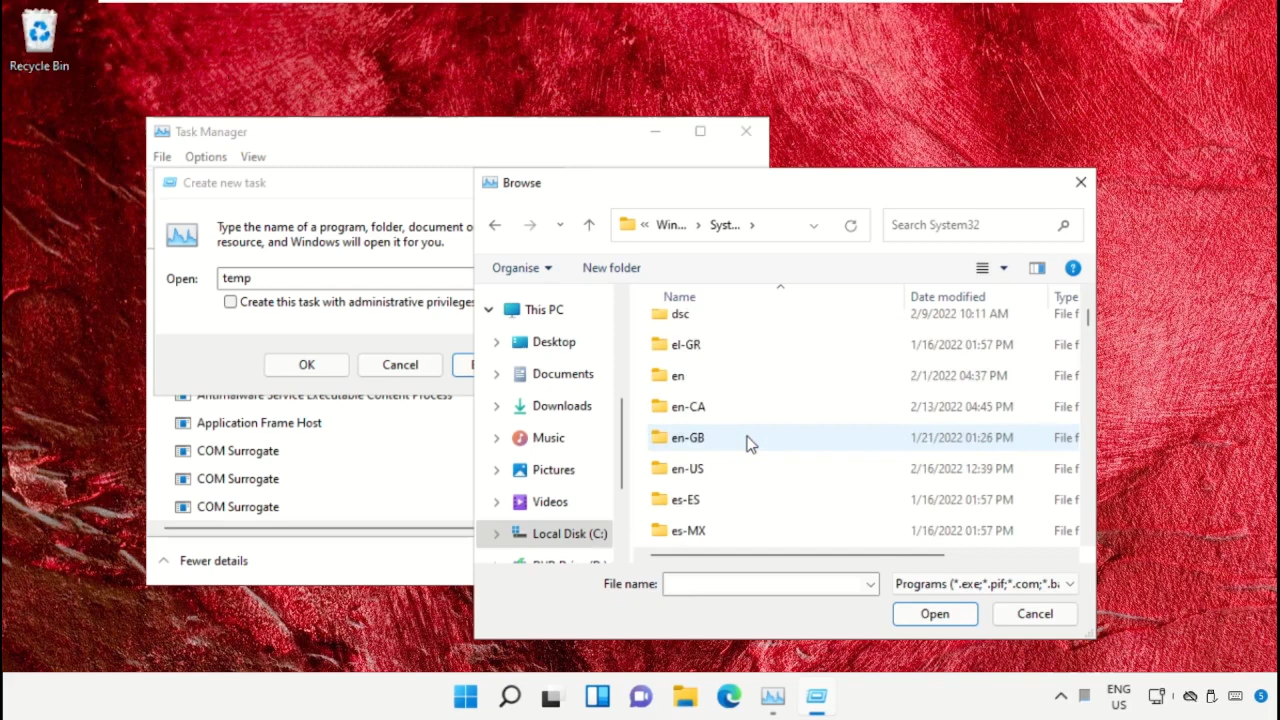 Recycle Bin
Task Manager
File Options View
Create new task
Type the name of a program, folder, document o
resource, and Windows will open it for you.
Open: temp
Create this task with administrative privileges
OK Cancel
Antimalware Service Executable Content Process
Application Frame Host
COM Surrogate
COM Surrogate
COM Surrogate
Fewer details
Browse
« Win... › Syst... ›
Search System32
Organise New folder
Name Date modified Type
This PC
Desktop
Documents
Downloads
Music
Pictures
Videos
Local Disk (C:)
dsc 2/9/2022 10:11 AM File f
el-GR 1/16/2022 01:57 PM File f
en 2/1/2022 04:37 PM File f
en-CA 2/13/2022 04:45 PM File f
en-GB 1/21/2022 01:26 PM File f
en-US 2/16/2022 12:39 PM File f
es-ES 1/16/2022 01:57 PM File f
es-MX 1/16/2022 01:57 PM File f
File name: Programs (*.exe;*.pif;*.com;*.ba
Open Cancel
ENG
US
5